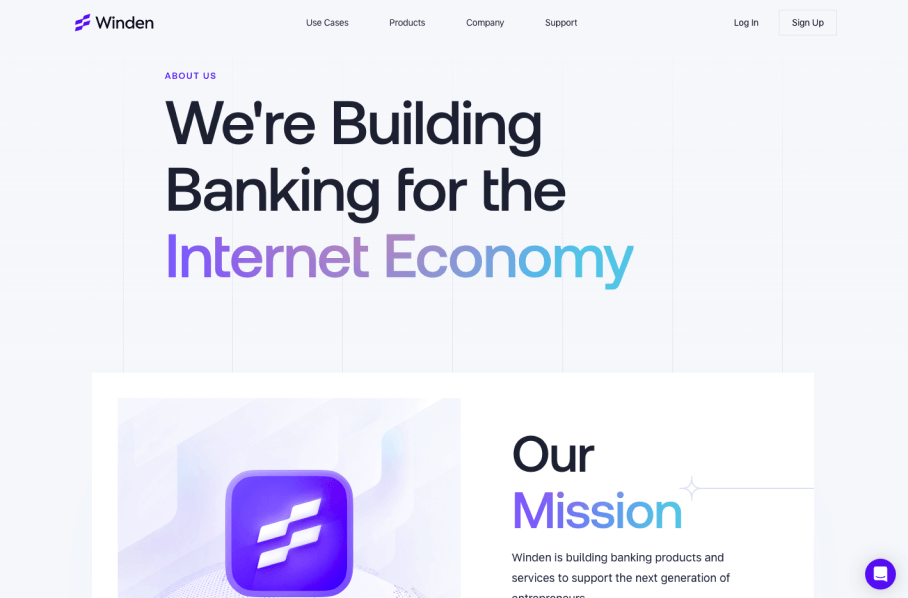 Winden
Use Cases
Products
Company
Support
Log In
Sign Up
ABOUT US
We're Building
Banking for the
Internet Economy
Our
Mission
Winden is building banking products and
services to support the next generation of
entrepreneurs